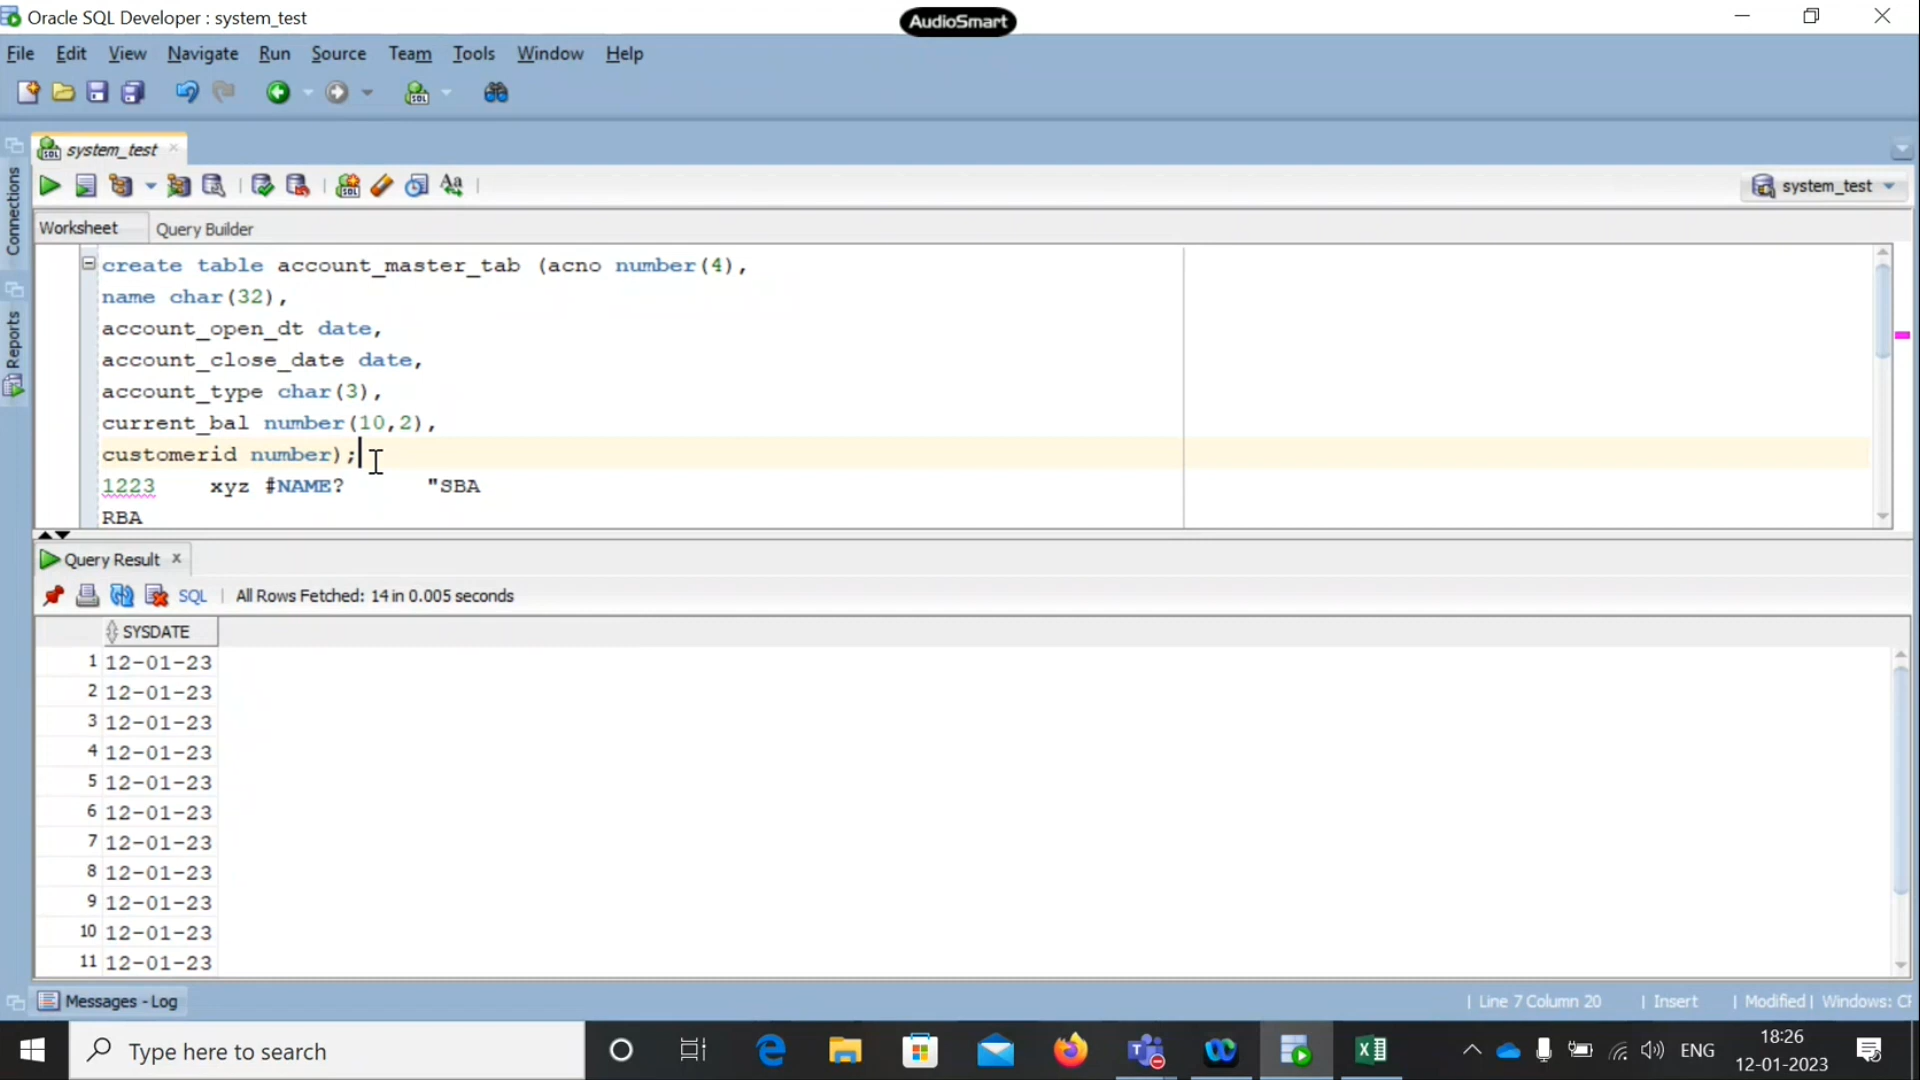 Oracle SQL Developer : system_test
AudioSmart
File Edit View Navigate Run Source Team Tools Window Help
system_test
system_test
Worksheet Query Builder
Connections
Reports
create table account_master_tab (acno number(4),
name char(32),
account_open_dt date,
account_close_date date,
account_type char(3),
current_bal number(10,2),
customerid number);
1223 xyz #NAME? "SBA
RBA
Query Result
SQL | All Rows Fetched: 14 in 0.005 seconds
SYSDATE
1 12-01-23
2 12-01-23
3 12-01-23
4 12-01-23
5 12-01-23
6 12-01-23
7 12-01-23
8 12-01-23
9 12-01-23
10 12-01-23
11 12-01-23
Messages - Log
| Line 7 Column 20 | Insert | Modified | Windows: CF
Type here to search
ENG
18:26
12-01-2023